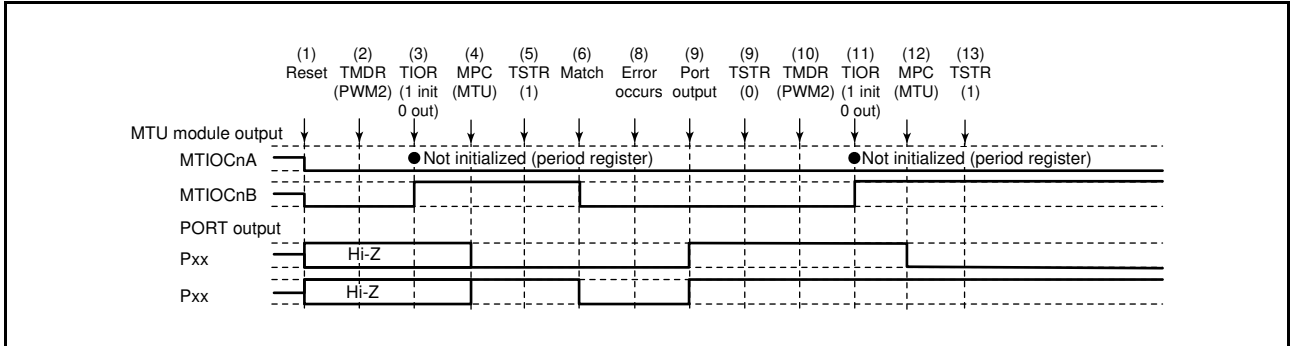 (1) (2) (3) (4) (5) (6) (8) (9) (9) (10) (11) (12) (13)
Reset TMDR TIOR MPC TSTR Match Error Port TSTR TMDR TIOR MPC TSTR
(PWM2) (1 init (MTU) (1) occurs output (0) (PWM2) (1 init (MTU) (1)
0 out) 0 out)
MTU module output
MTIOCnA Not initialized (period register) Not initialized (period register)
MTIOCnB
PORT output
Pxx Hi-Z
Pxx Hi-Z